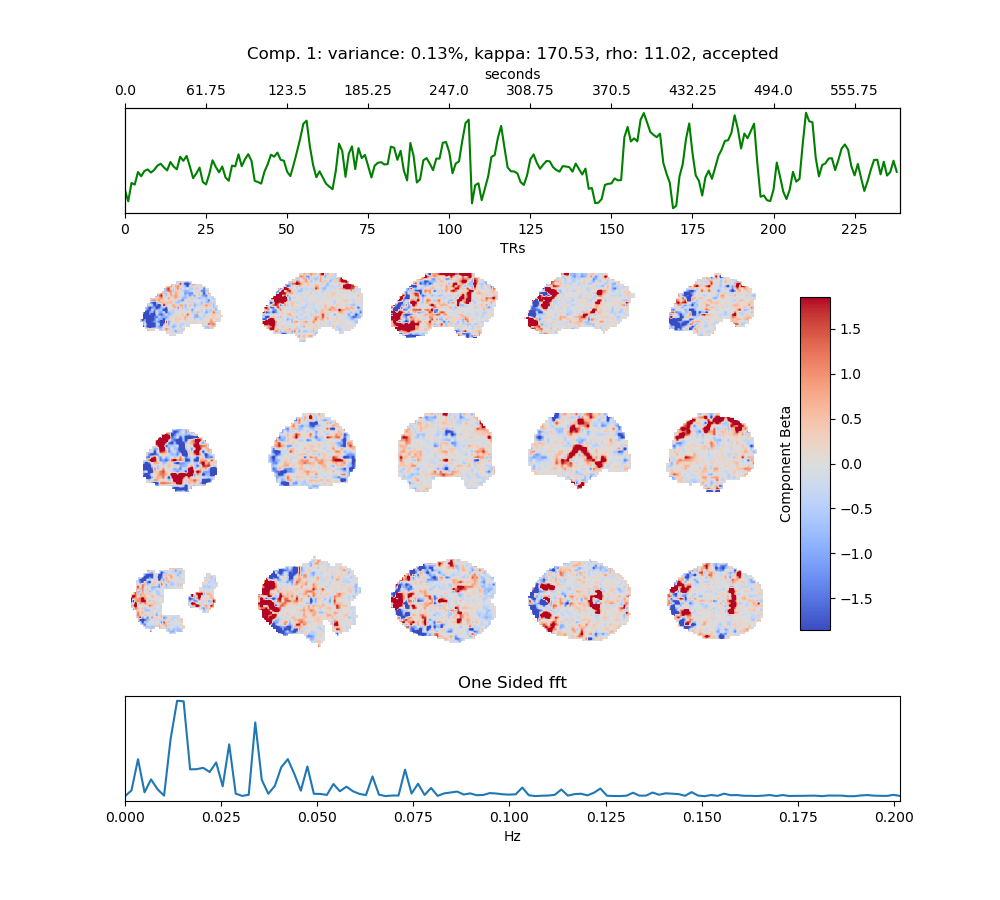 Comp. 1: variance: 0.13%, kappa: 170.53, rho: 11.02, accepted
seconds
0.0 61.75 123.5 185.25 247.0 308.75 370.5 432.25 494.0 555.75
0 25 50 75 100 125 150 175 200 225
TRs
1.5
1.0
0.5
0.0
−0.5
−1.0
−1.5
Component Beta
One Sided fft
0.000 0.025 0.050 0.075 0.100 0.125 0.150 0.175 0.200
Hz